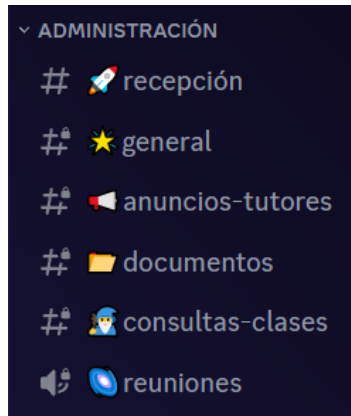 ADMINISTRACIÓN
🚀recepción
🌟general
📢anuncios-tutores
📂documentos
🧙‍♂️consultas-clases
🌀reuniones